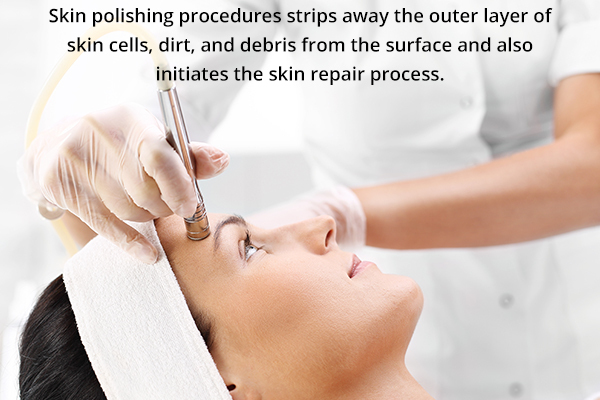 Skin polishing procedures strips away the outer layer of
skin cells, dirt, and debris from the surface and also
initiates the skin repair process.